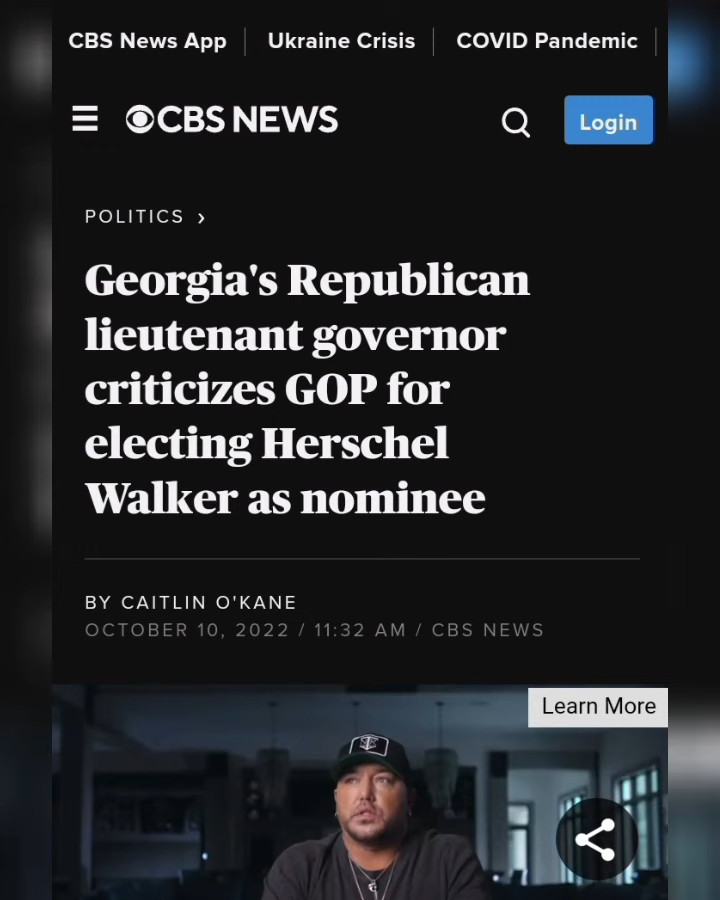 CBS News App Ukraine Crisis COVID Pandemic
CBS NEWS Login
POLITICS ›
Georgia's Republican
lieutenant governor
criticizes GOP for
electing Herschel
Walker as nominee
BY CAITLIN O'KANE
OCTOBER 10, 2022 / 11:32 AM / CBS NEWS
Learn More